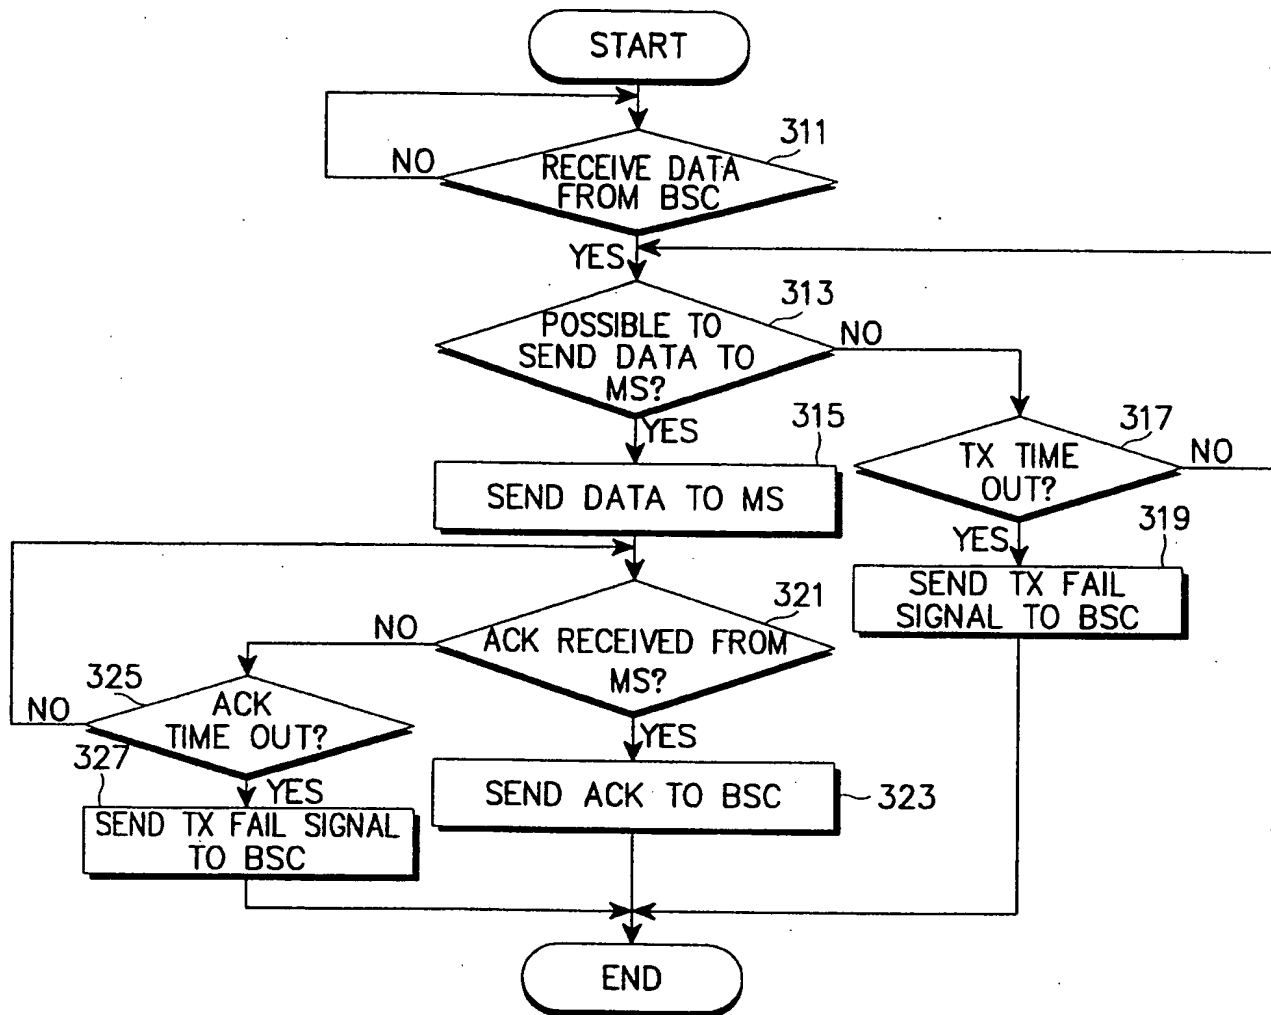 START
311
NO
RECEIVE DATA
FROM BSC
YES
313
POSSIBLE TO
SEND DATA TO
MS?
NO
YES
315
317
TX TIME
OUT?
NO
SEND DATA TO MS
YES
319
SEND TX FAIL
SIGNAL TO BSC
321
NO
ACK RECEIVED FROM
MS?
325
ACK
TIME OUT?
NO
YES
327
YES
SEND ACK TO BSC
323
SEND TX FAIL SIGNAL
TO BSC
END